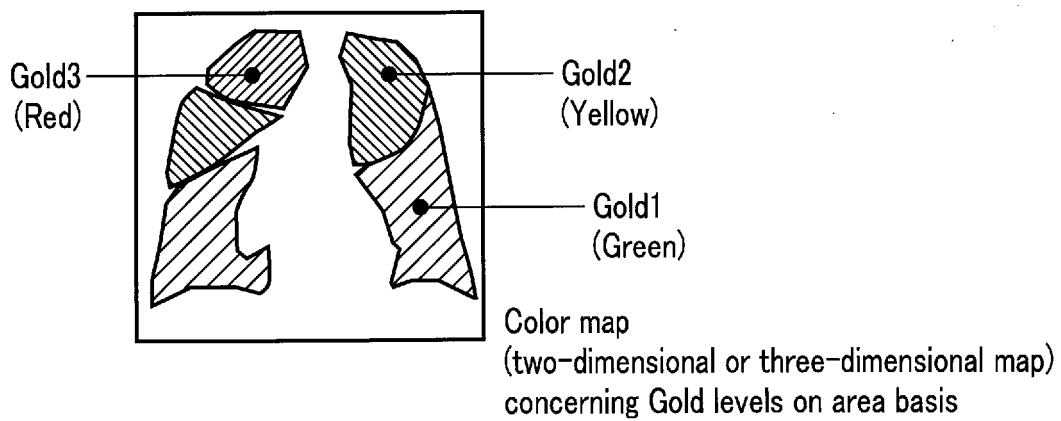 Gold3
(Red)
Gold2
(Yellow)
Gold1
(Green)
Color map
(two-dimensional or three-dimensional map)
concerning Gold levels on area basis